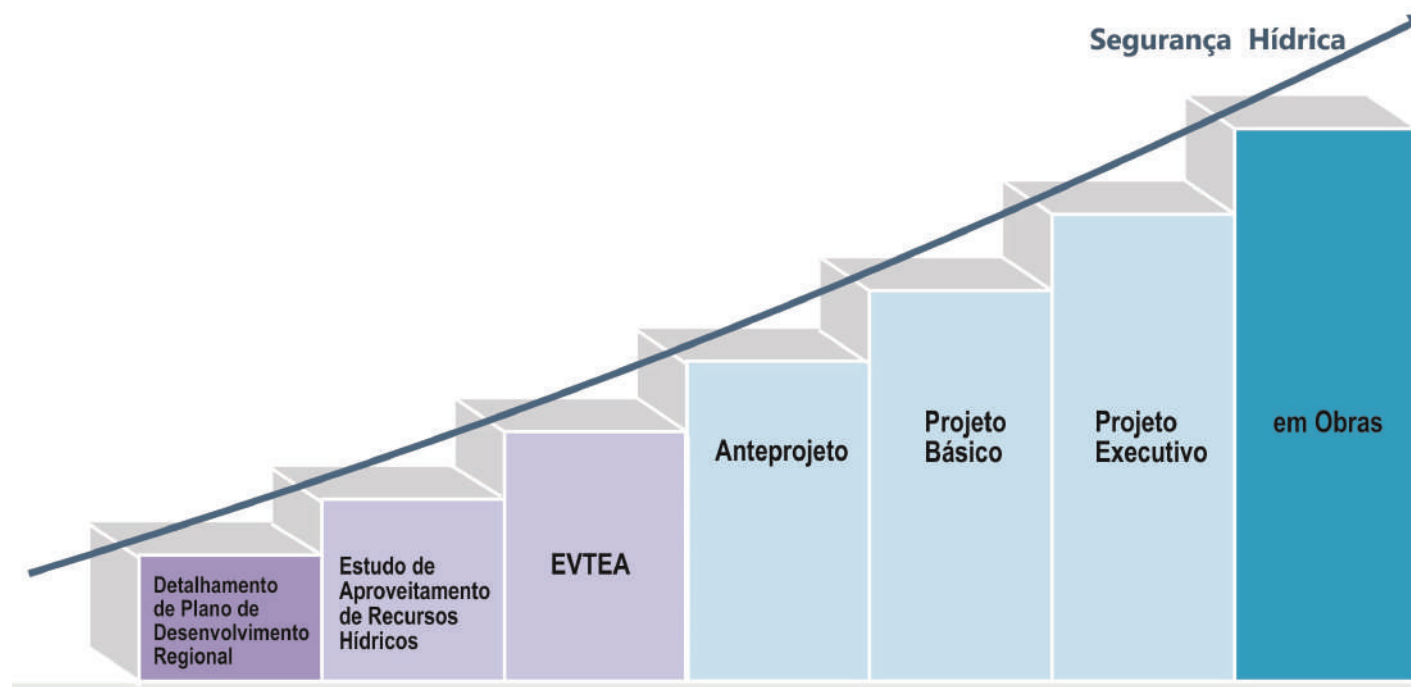 Segurança Hídrica
Detalhamento
de Plano de
Desenvolvimento
Regional
Estudo de
Aproveitamento
de Recursos
Hídricos
EVTEA
Anteprojeto
Projeto
Básico
Projeto
Executivo
em Obras